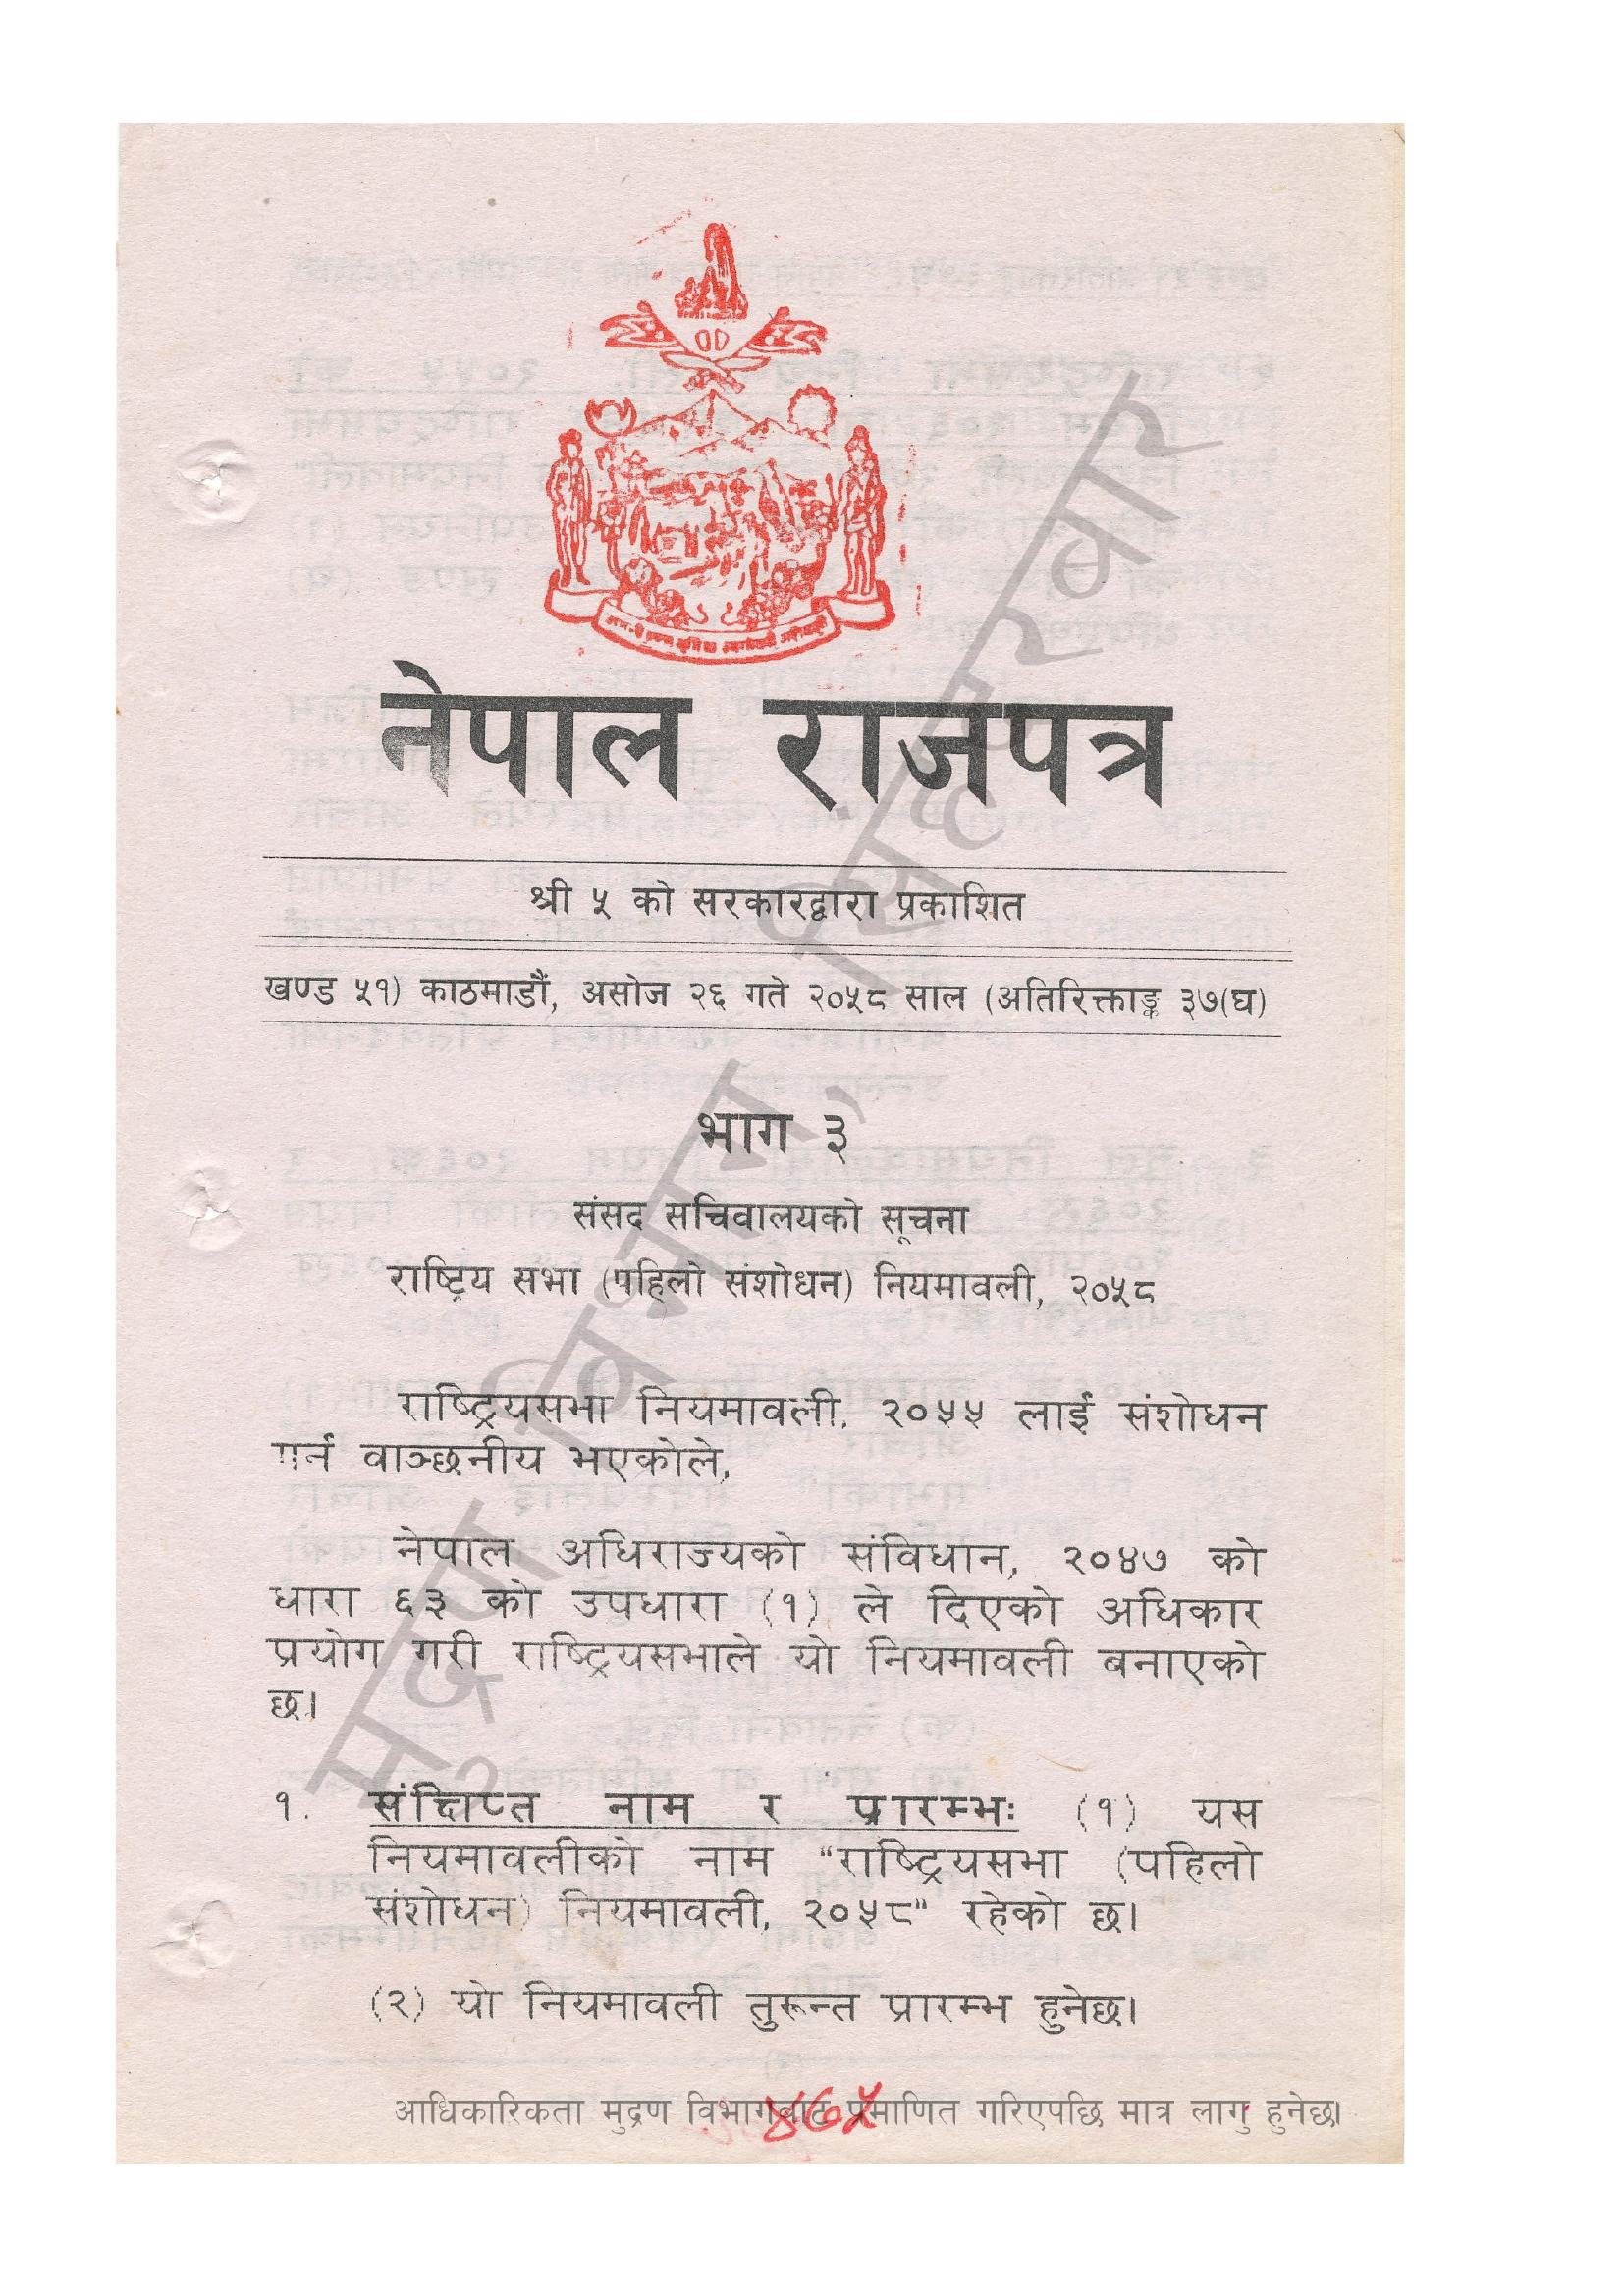 नेपाल राजपत्र
श्री ५ को सरकारद्वारा प्रकाशित
खण्ड ५१) काठमाडौं, असोज २६ गते २०५८ साल (अतिरिक्ताङ्क ३७(घ)
भाग ३
संसद सचिवालयको सूचना
राष्ट्रिय सभा (पहिलो संशोधन) नियमावली, २०५८
राष्ट्रियसभा नियमावली, २०५५ लाई संशोधन
गर्न वाञ्छनीय भएकोले,
नेपाल अधिराज्यको संविधान, २०४७ को
धारा ६३ को उपधारा (१) ले दिएको अधिकार
प्रयोग गरी राष्ट्रियसभाले यो नियमावली बनाएको
छ।
१. संक्षिप्त नाम र प्रारम्भः (१) यस
नियमावलीको नाम "राष्ट्रियसभा (पहिलो
संशोधन) नियमावली, २०५८" रहेको छ।
(२) यो नियमावली तुरून्त प्रारम्भ हुनेछ।
आधिकारिकता मुद्रण विभागबाट प्रमाणित गरिएपछि मात्र लागु हुनेछ।
४७५
मुद्रण विभाग, सिंहदरबार